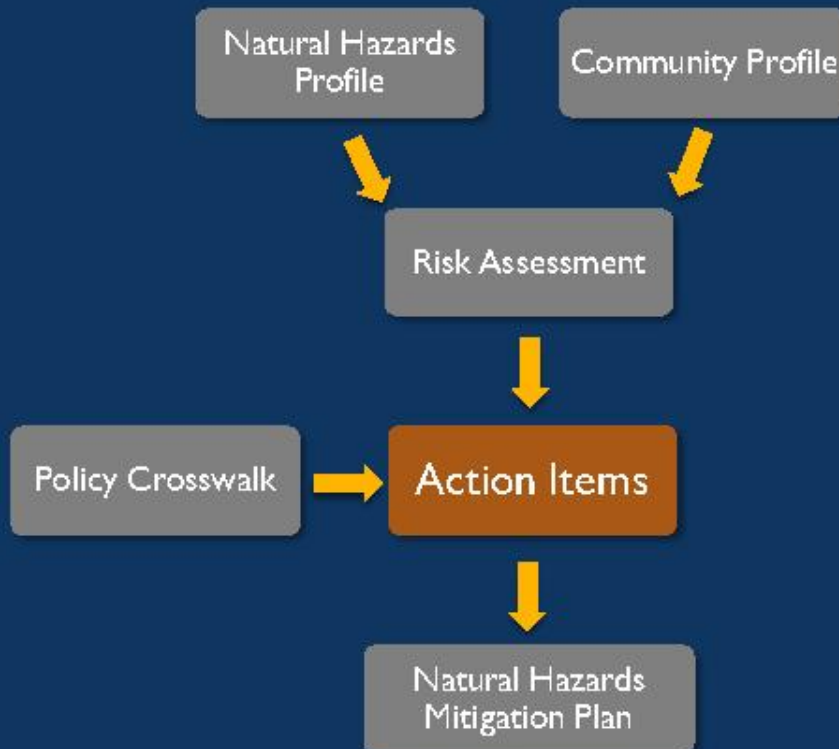 Natural Hazards
Profile
Community Profile
Risk Assessment
Policy Crosswalk
Action Items
Natural Hazards
Mitigation Plan